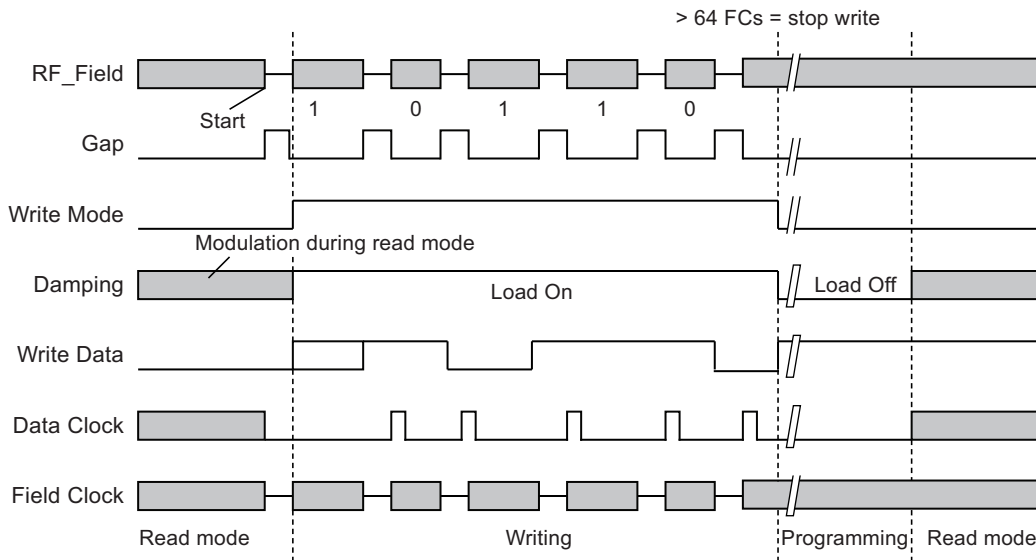 > 64 FCs = stop write
RF_Field
Start
1 0 1 1 0
Gap
Write Mode
Modulation during read mode
Damping
Load On
Load Off
Write Data
Data Clock
Field Clock
Read mode
Writing
Programming
Read mode